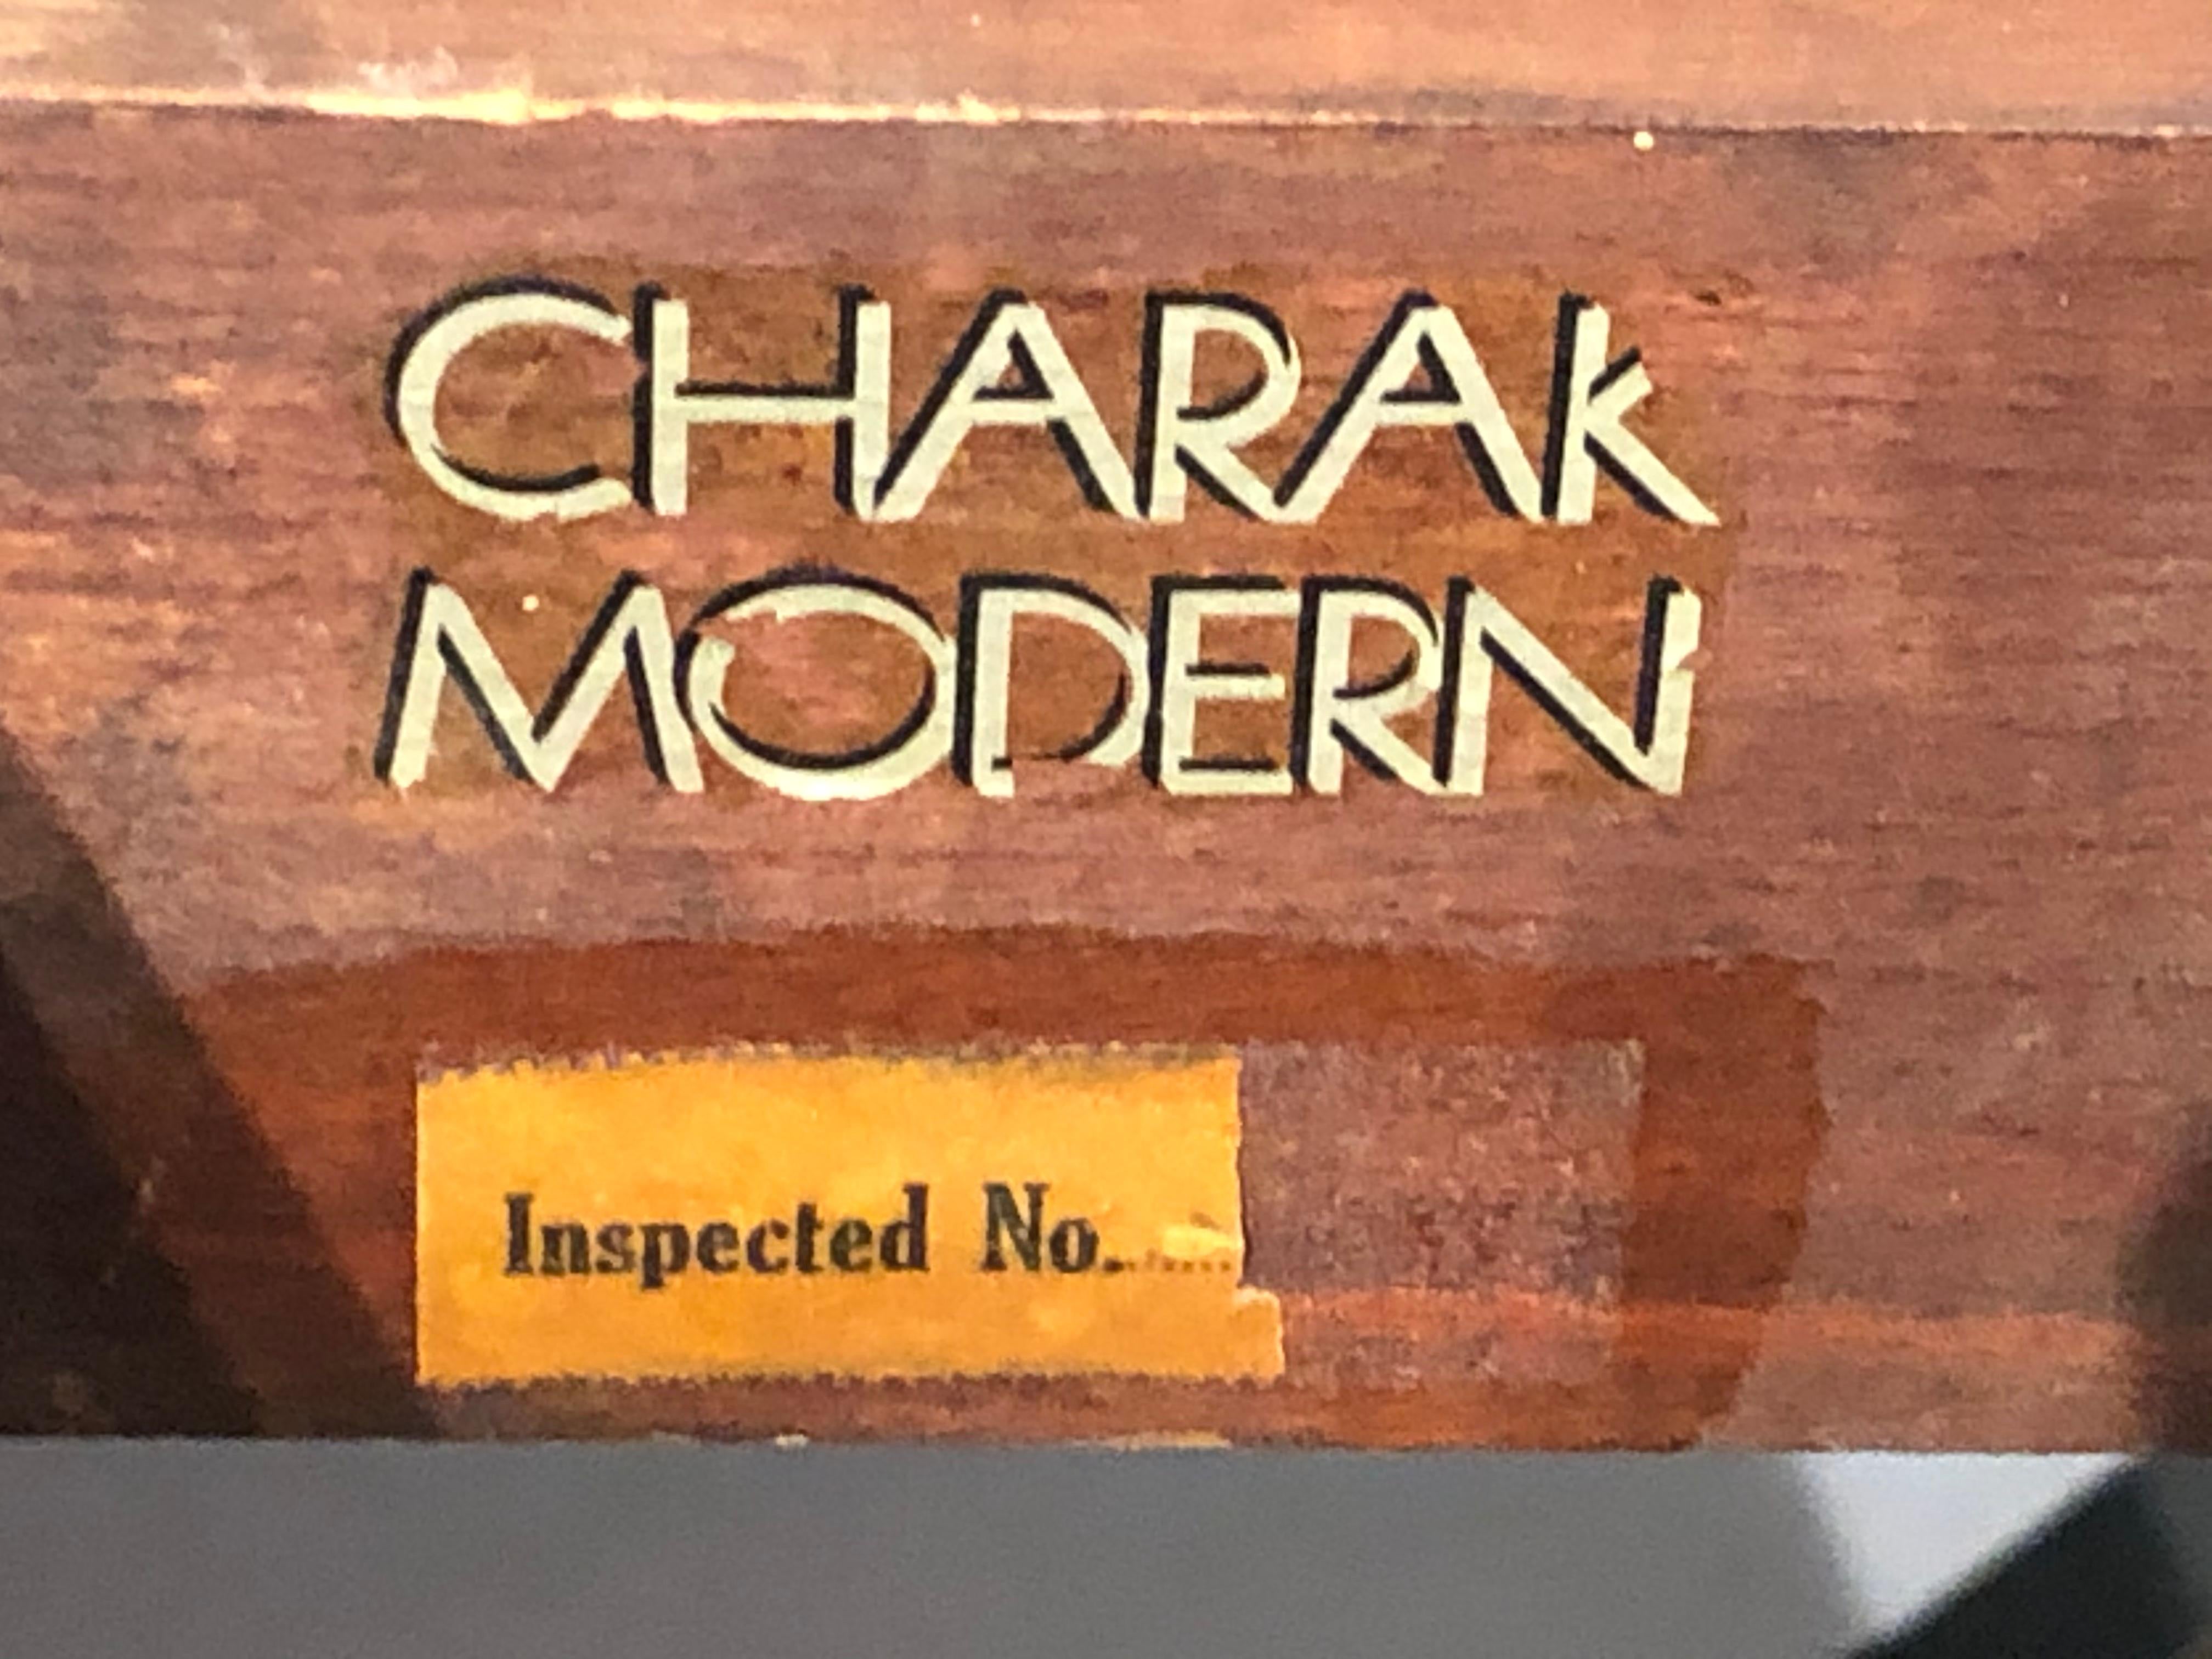 CHARAK
MODERN
Inspected No.......